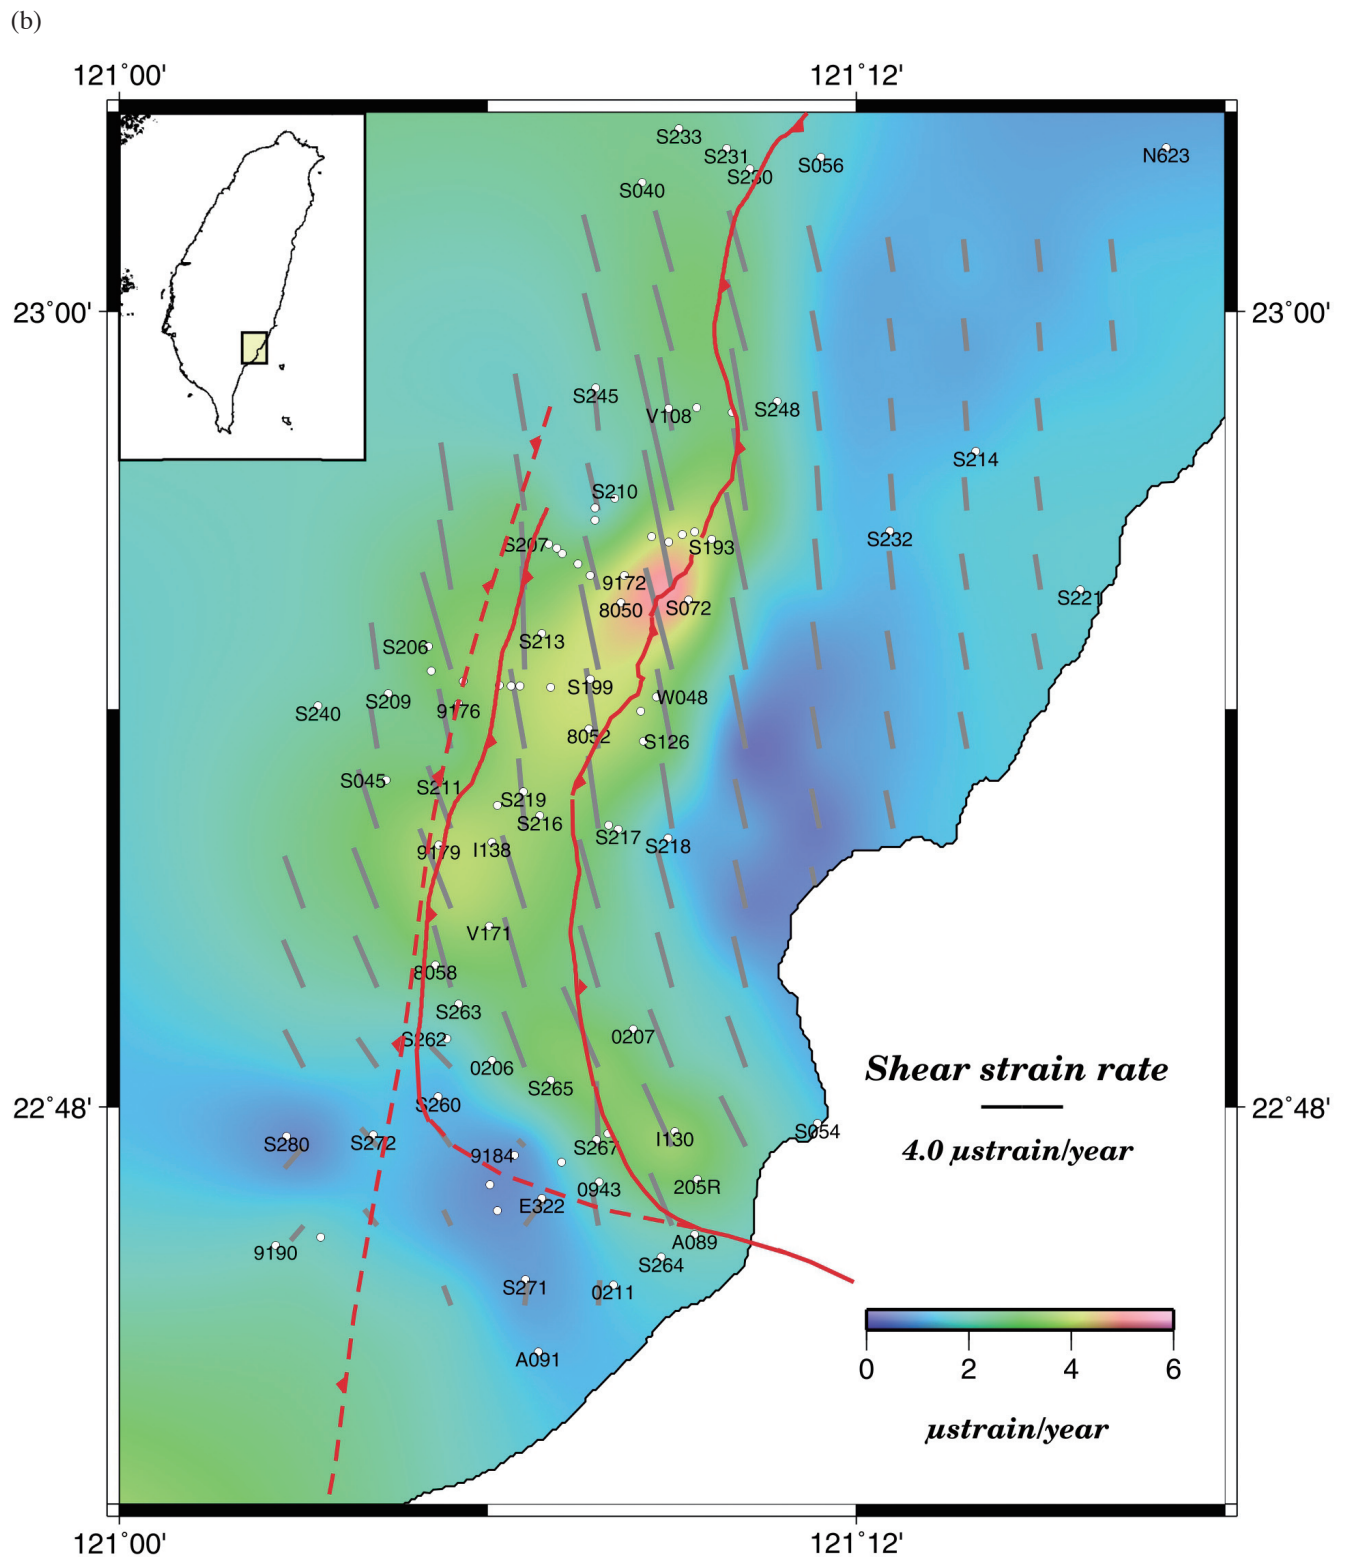 (b)
121°00'
121°12'
S233
S231
S056
N623
S230
S040
23°00'
23°00'
S245
V108
S248
S214
S210
S232
S207
S193
9172
S221
8050
S072
S213
S206
S199
W048
S209
S240
9176
8052
S126
S045
S211
S219
S216
S217
S218
9179
I138
V171
8058
S263
S262
0207
0206
Shear strain rate
S265
S260
22°48'
22°48'
S054
I130
S280
S272
S267
4.0 µstrain/year
9184
0943
205R
E322
A089
9190
S264
S271
0211
A091
0
2
4
6
µstrain/year
121°00'
121°12'